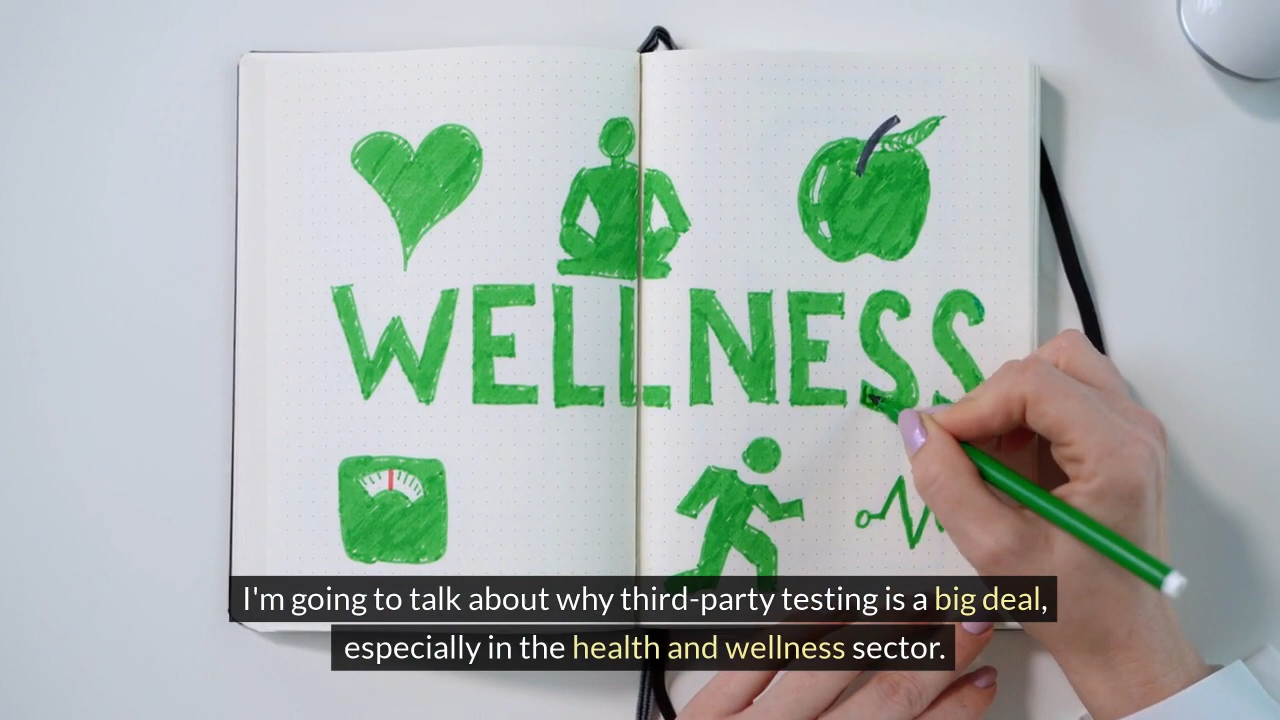 WELLNESS
I'm going to talk about why third-party testing is a big deal,
especially in the health and wellness sector.